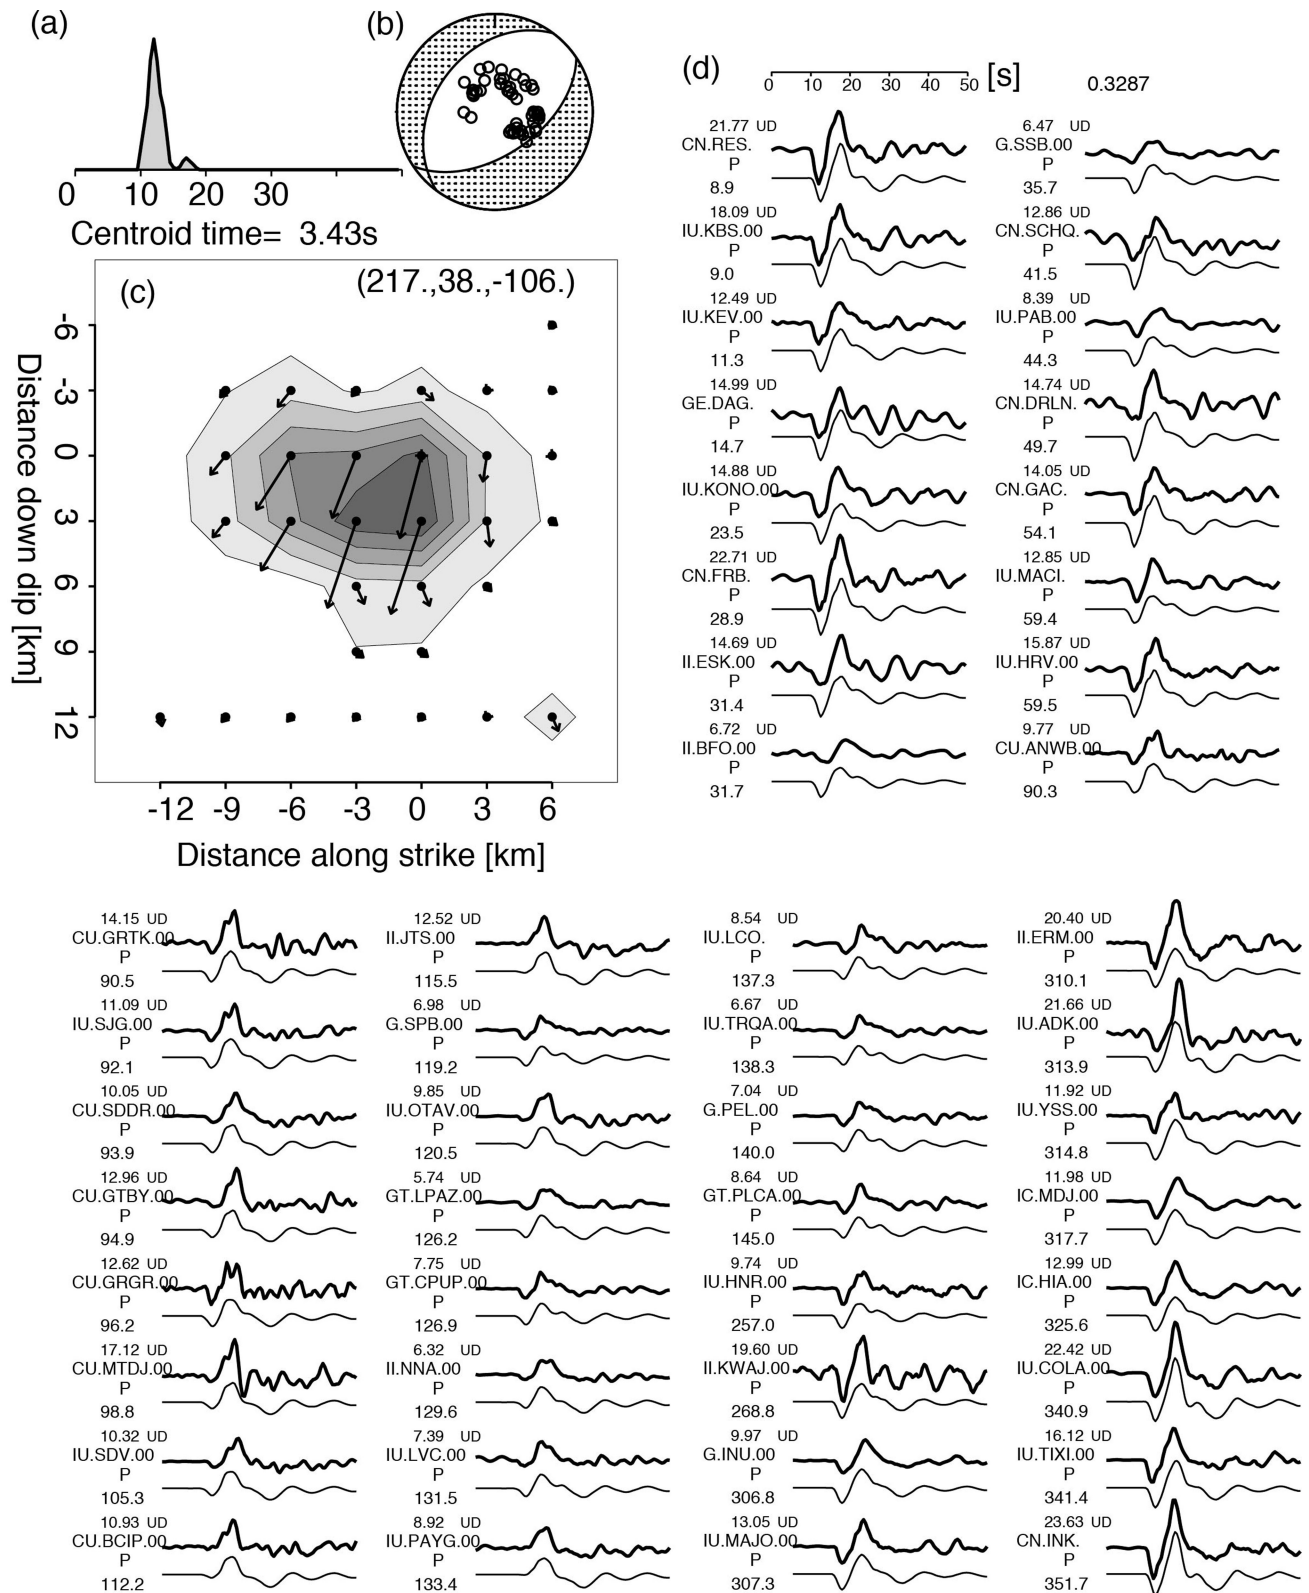 (a)
0 10 20 30
Centroid time= 3.43s
(b)
(c)
(217.,38.,-106.)
-6
-3
0
3
6
9
12
Distance down dip [km]
-12 -9 -6 -3 0 3 6
Distance along strike [km]
(d)
0 10 20 30 40 50 [s]
0.3287
21.77 UD
CN.RES.
P
8.9
18.09 UD
IU.KBS.00
P
9.0
12.49 UD
IU.KEV.00
P
11.3
14.99 UD
GE.DAG.
P
14.7
14.88 UD
IU.KONO.00
P
23.5
22.71 UD
CN.FRB.
P
28.9
14.69 UD
II.ESK.00
P
31.4
6.72 UD
II.BFO.00
P
31.7
6.47 UD
G.SSB.00
P
35.7
12.86 UD
CN.SCHQ.
P
41.5
8.39 UD
IU.PAB.00
P
44.3
14.74 UD
CN.DRLN.
P
49.7
14.05 UD
CN.GAC.
P
54.1
12.85 UD
IU.MACI.
P
59.4
15.87 UD
IU.HRV.00
P
59.5
9.77 UD
CU.ANWB.00
P
90.3
14.15 UD
CU.GRTK.00
P
90.5
11.09 UD
IU.SJG.00
P
92.1
10.05 UD
CU.SDDR.00
P
93.9
12.96 UD
CU.GTBY.00
P
94.9
12.62 UD
CU.GRGR.00
P
96.2
17.12 UD
CU.MTDJ.00
P
98.8
10.32 UD
IU.SDV.00
P
105.3
10.93 UD
CU.BCIP.00
P
112.2
12.52 UD
II.JTS.00
P
115.5
6.98 UD
G.SPB.00
P
119.2
9.85 UD
IU.OTAV.00
P
120.5
5.74 UD
GT.LPAZ.00
P
126.2
7.75 UD
GT.CPUP.00
P
126.9
6.32 UD
II.NNA.00
P
129.6
7.39 UD
IU.LVC.00
P
131.5
8.92 UD
IU.PAYG.00
P
133.4
8.54 UD
IU.LCO.
P
137.3
6.67 UD
IU.TRQA.00
P
138.3
7.04 UD
G.PEL.00
P
140.0
8.64 UD
GT.PLCA.00
P
145.0
9.74 UD
IU.HNR.00
P
257.0
19.60 UD
II.KWAJ.00
P
268.8
9.97 UD
G.INU.00
P
306.8
13.05 UD
IU.MAJO.00
P
307.3
20.40 UD
II.ERM.00
P
310.1
21.66 UD
IU.ADK.00
P
313.9
11.92 UD
IU.YSS.00
P
314.8
11.98 UD
IC.MDJ.00
P
317.7
12.99 UD
IC.HIA.00
P
325.6
22.42 UD
IU.COLA.00
P
340.9
16.12 UD
IU.TIXI.00
P
341.4
23.63 UD
CN.INK.
P
351.7